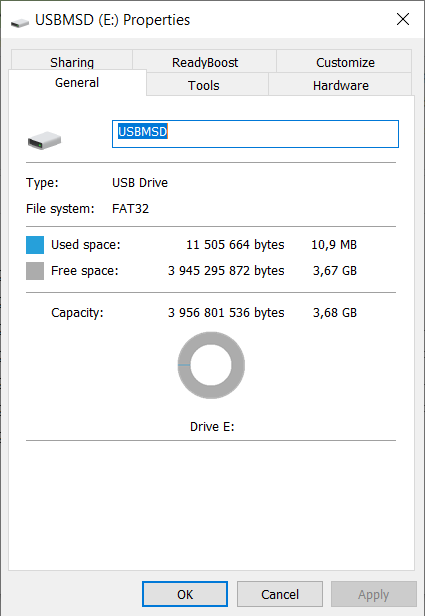 USBMSD (E:) Properties
Sharing ReadyBoost Customize
General Tools Hardware
USBMSD
Type: USB Drive
File system: FAT32
Used space: 11 505 664 bytes 10,9 MB
Free space: 3 945 295 872 bytes 3,67 GB
Capacity: 3 956 801 536 bytes 3,68 GB
Drive E:
OK Cancel Apply